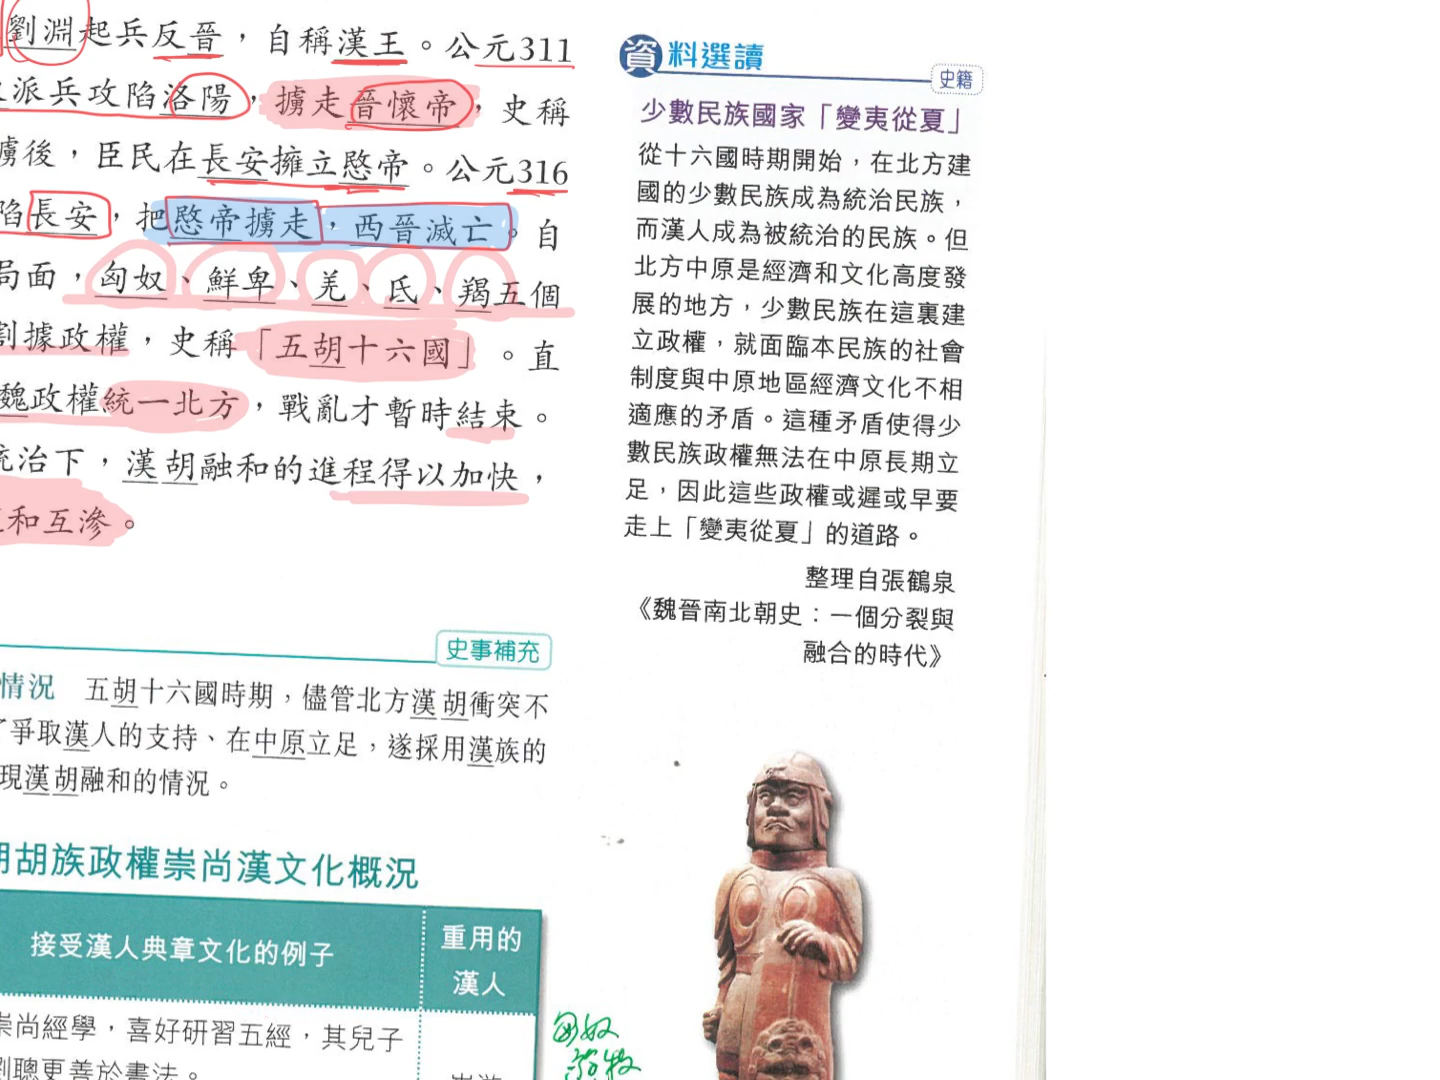 劉淵起兵反晉，自稱漢王。公元311
派兵攻陷洛陽，擄走晉懷帝，史稱
虜後，臣民在長安擁立愍帝。公元316
陷長安，把愍帝擄走，西晉滅亡。自
局面，匈奴、鮮卑、羌、氐、羯五個
割據政權，史稱「五胡十六國」。直
魏政權統一北方，戰亂才暫時結束。
統治下，漢胡融和的進程得以加快，
和互滲。
史事補充
情況 五胡十六國時期，儘管北方漢胡衝突不
了爭取漢人的支持、在中原立足，遂採用漢族的
現漢胡融和的情況。
胡族政權崇尚漢文化概況
接受漢人典章文化的例子
重用的
漢人
崇尚經學，喜好研習五經，其兒子
劉聰更善於書法。
資料選讀
史籍
少數民族國家「變夷從夏」
從十六國時期開始，在北方建
國的少數民族成為統治民族，
而漢人成為被統治的民族。但
北方中原是經濟和文化高度發
展的地方，少數民族在這裏建
立政權，就面臨本民族的社會
制度與中原地區經濟文化不相
適應的矛盾。這種矛盾使得少
數民族政權無法在中原長期立
足，因此這些政權或遲或早要
走上「變夷從夏」的道路。
整理自張鶴泉
《魏晉南北朝史：一個分裂與
融合的時代》
匈奴